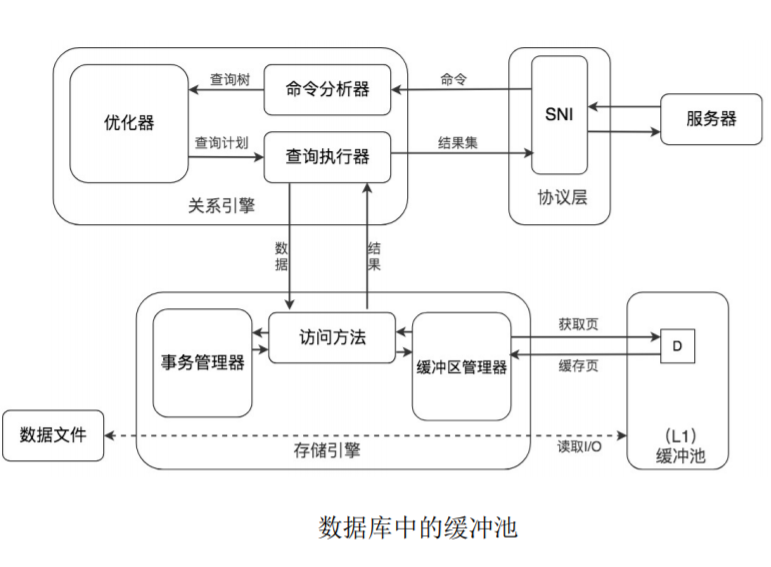 查询树
命令分析器
命令
优化器
SNI
服务器
查询计划
查询执行器
结果集
关系引擎
协议层
数据
结果
事务管理器
访问方法
缓冲区管理器
获取页
D
缓存页
数据文件
存储引擎
读取I/O
（L1）
缓冲池
数据库中的缓冲池